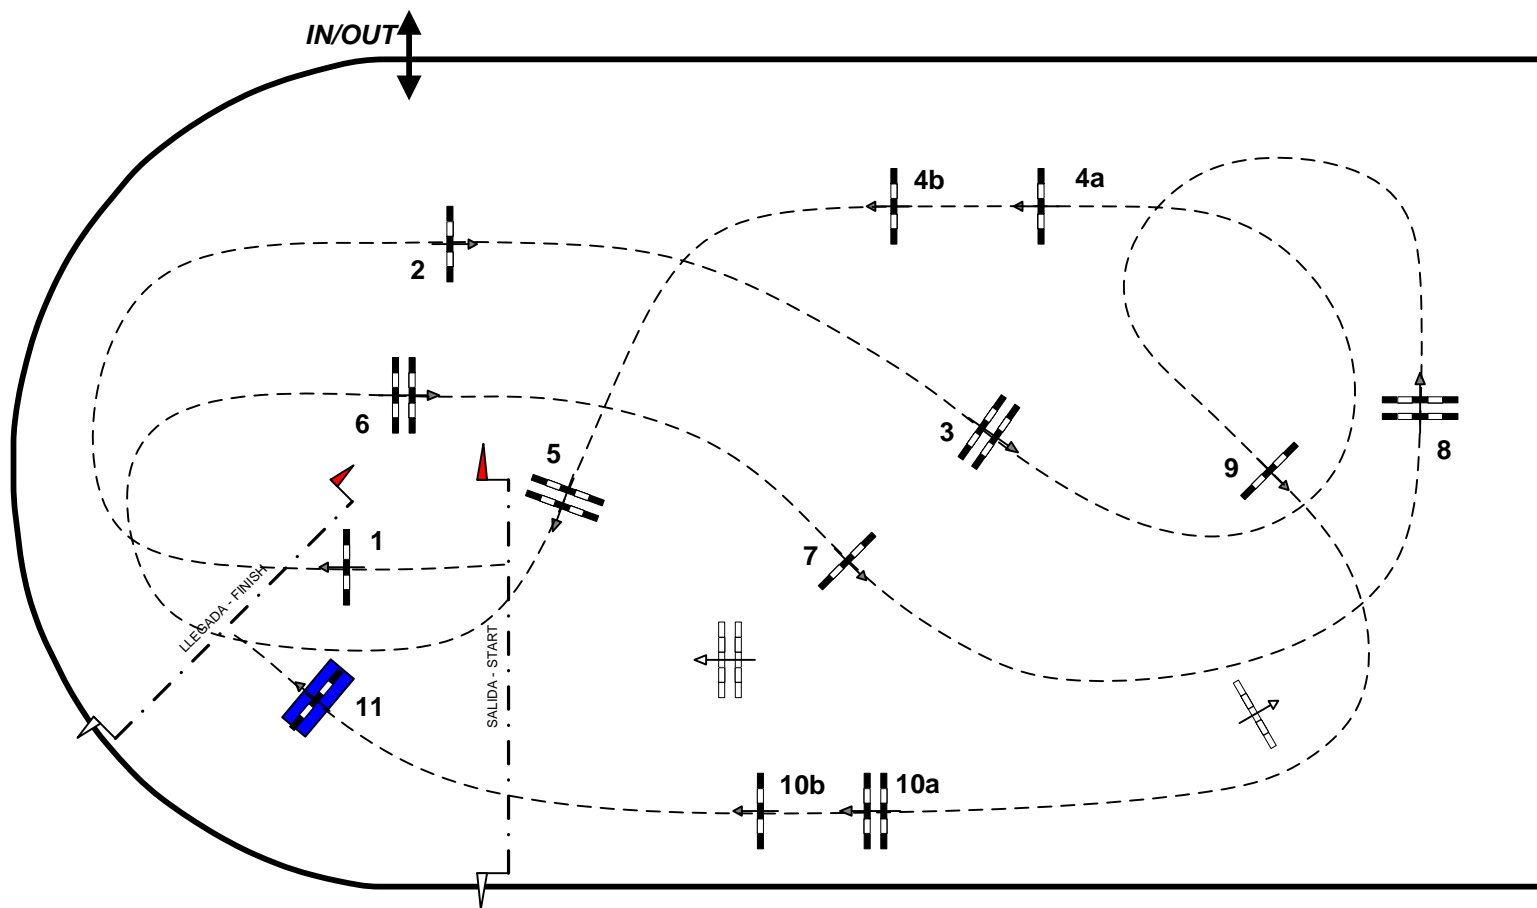 IN/OUT
4b
4a
2
6
3
5
9
8
1
7
LLEGADA - FINISH
SALIDA - START
11
10b
10a